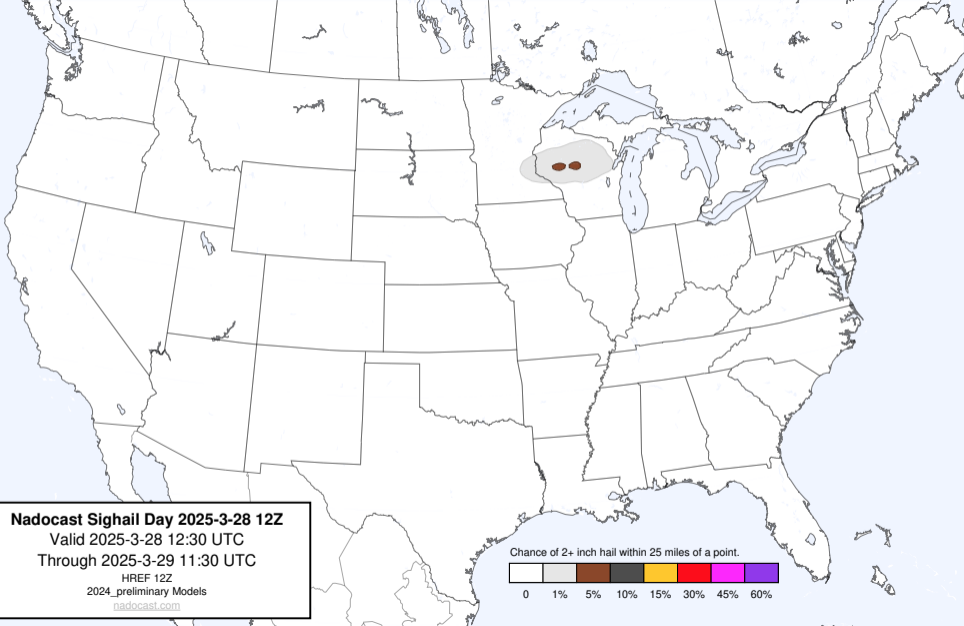 Nadocast Sighail Day 2025-3-28 12Z
Valid 2025-3-28 12:30 UTC
Through 2025-3-29 11:30 UTC
HREF 12Z
2024_preliminary Models
nadocast.com
Chance of 2+ inch hail within 25 miles of a point.
0 1% 5% 10% 15% 30% 45% 60%